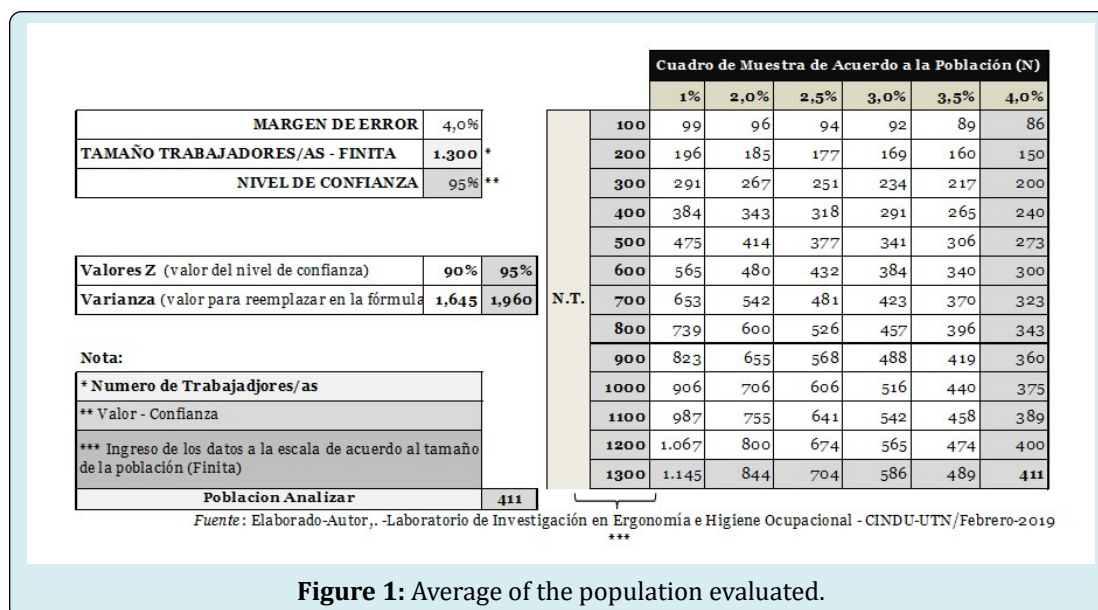 Cuadro de Muestra de Acuerdo a la Población (N)
1% 2,0% 2,5% 3,0% 3,5% 4,0%
MARGEN DE ERROR 4,0%
TAMAÑO TRABAJADORES/AS - FINITA 1.300 *
NIVEL DE CONFIANZA 95% **
Valores Z (valor del nivel de confianza) 90% 95%
Varianza (valor para reemplazar en la fórmula 1,645 1,960
Nota:
* Numero de Trabajadjores/as
** Valor - Confianza
*** Ingreso de los datos a la escala de acuerdo al tamaño
de la población (Finita)
Poblacion Analizar 411
N.T.
100 99 96 94 92 89 86
200 196 185 177 169 160 150
300 291 267 251 234 217 200
400 384 343 318 291 265 240
500 475 414 377 341 306 273
600 565 480 432 384 340 300
700 653 542 481 423 370 323
800 739 600 526 457 396 343
900 823 655 568 488 419 360
1000 906 706 606 516 440 375
1100 987 755 641 542 458 389
1200 1.067 800 674 565 474 400
1300 1.145 844 704 586 489 411
Fuente: Elaborado-Autor,. -Laboratorio de Investigación en Ergonomía e Higiene Ocupacional - CINDU-UTN/Febrero-2019
***
Figure 1: Average of the population evaluated.